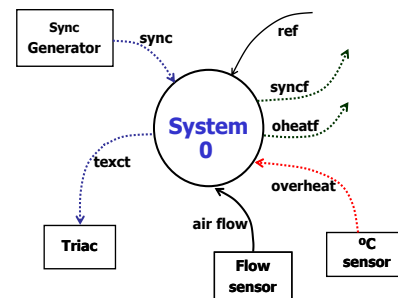 Sync
Generator
sync
ref
syncf
System
0
oheatf
texct
overheat
air flow
Triac
Flow
sensor
ºC
sensor